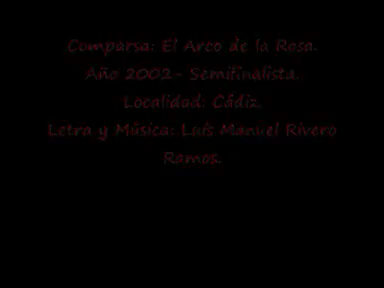 Comparsa: El Arco de la Rosa.
Año 2002- Semifinalista.
Localidad: Cádiz.
Letra y Música: Luis Manuel Rivero
Ramos.